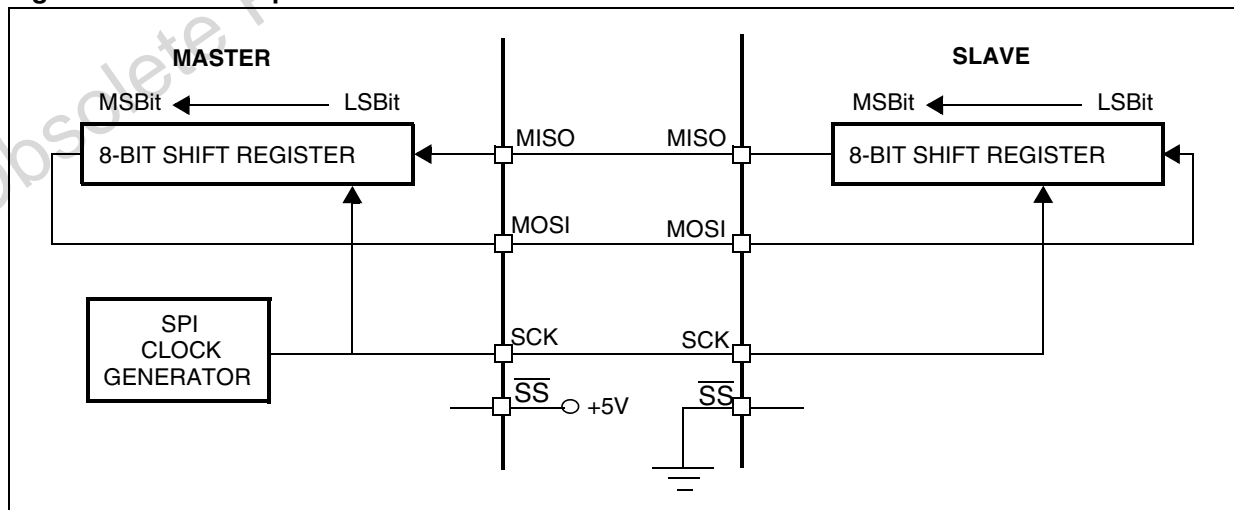 MASTER
MSBit LSBit
8-BIT SHIFT REGISTER
SPI
CLOCK
GENERATOR
MISO MISO
MOSI MOSI
SCK SCK
SS +5V SS
SLAVE
MSBit LSBit
8-BIT SHIFT REGISTER
obsolete